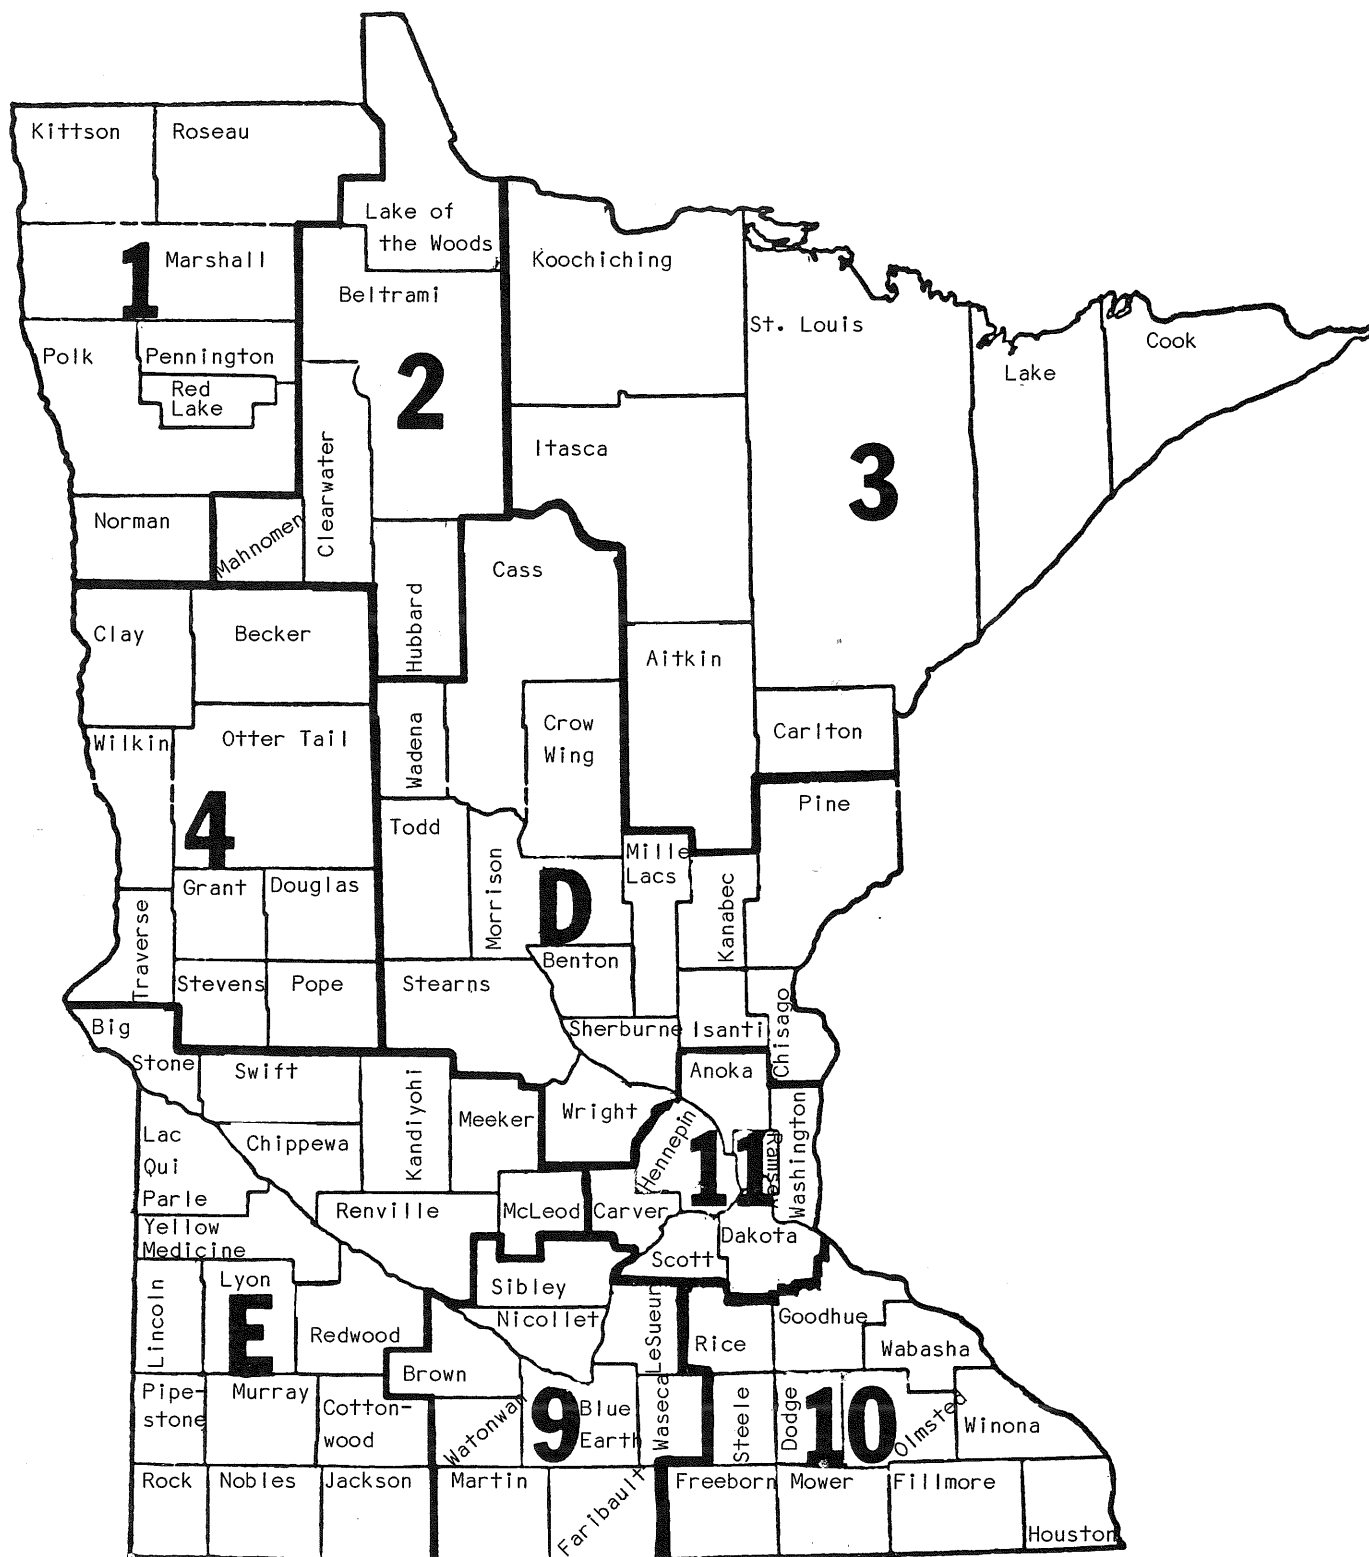 Kittson
Roseau
Lake of
the Woods
1
Marshall
Koochiching
Beltrami
St. Louis
Cook
Polk
Pennington
Lake
Red
Lake
2
Clearwater
Itasca
3
Norman
Mahnomen
Cass
Hubbard
Clay
Becker
Aitkin
Wadena
Crow
Wing
Carlton
Wilkin
Otter Tail
Pine
4
Todd
Morrison
Mille
Lacs
Kanabec
Grant
Douglas
D
Traverse
Benton
Stevens
Pope
Stearns
Chisago
Big
Stone
Sherburne
Isanti
Swift
Anoka
Kandiyohi
Meeker
Wright
Hennepin
11
Ramsey
Washington
Lac
Qui
Parle
Chippewa
Renville
McLeod
Carver
Yellow
Medicine
Dakota
Scott
Lincoln
Lyon
Sibley
E
Redwood
Nicollet
LeSueur
Rice
Goodhue
Wabasha
Brown
Pipe-
stone
Murray
Cotton-
wood
Watonwan
9
Blue
Earth
Waseca
Steele
Dodge
10
Olmsted
Winona
Rock
Nobles
Jackson
Martin
Faribault
Freeborn
Mower
Fillmore
Houston